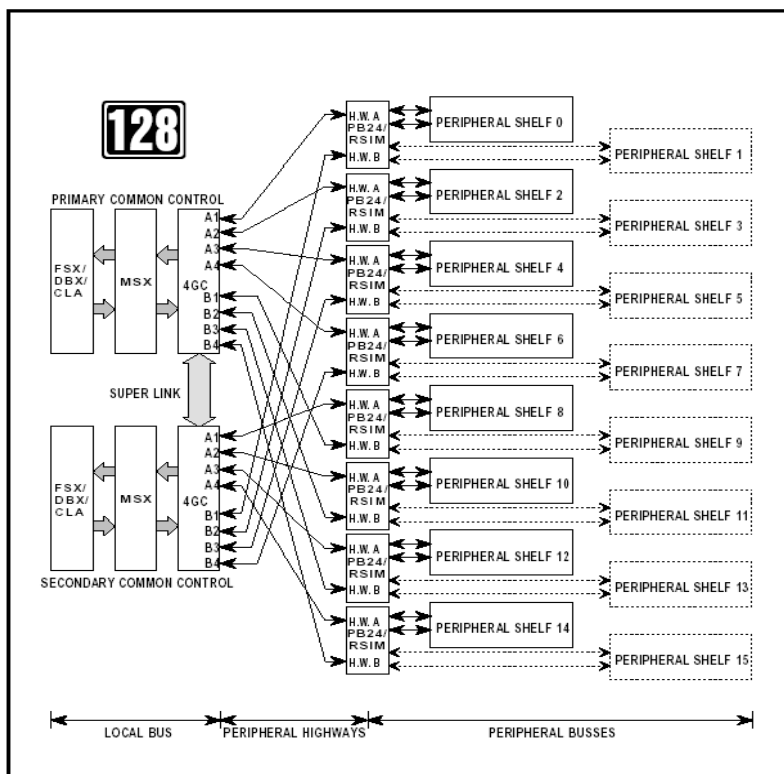 128
PRIMARY COMMON CONTROL
FSX/
DBX/
CLA
MSX
4GC
A1
A2
A3
A4
B1
B2
B3
B4
SUPER LINK
FSX/
DBX/
CLA
MSX
4GC
A1
A2
A3
A4
B1
B2
B3
B4
SECONDARY COMMON CONTROL
H.W. A
PB24/
RSIM
H.W. B
PERIPHERAL SHELF 0
PERIPHERAL SHELF 1
H.W. A
PB24/
RSIM
H.W. B
PERIPHERAL SHELF 2
PERIPHERAL SHELF 3
H.W. A
PB24/
RSIM
H.W. B
PERIPHERAL SHELF 4
PERIPHERAL SHELF 5
H.W. A
PB24/
RSIM
H.W. B
PERIPHERAL SHELF 6
PERIPHERAL SHELF 7
H.W. A
PB24/
RSIM
H.W. B
PERIPHERAL SHELF 8
PERIPHERAL SHELF 9
H.W. A
PB24/
RSIM
H.W. B
PERIPHERAL SHELF 10
PERIPHERAL SHELF 11
H.W. A
PB24/
RSIM
H.W. B
PERIPHERAL SHELF 12
PERIPHERAL SHELF 13
H.W. A
PB24/
RSIM
H.W. B
PERIPHERAL SHELF 14
PERIPHERAL SHELF 15
LOCAL BUS
PERIPHERAL HIGHWAYS
PERIPHERAL BUSSES